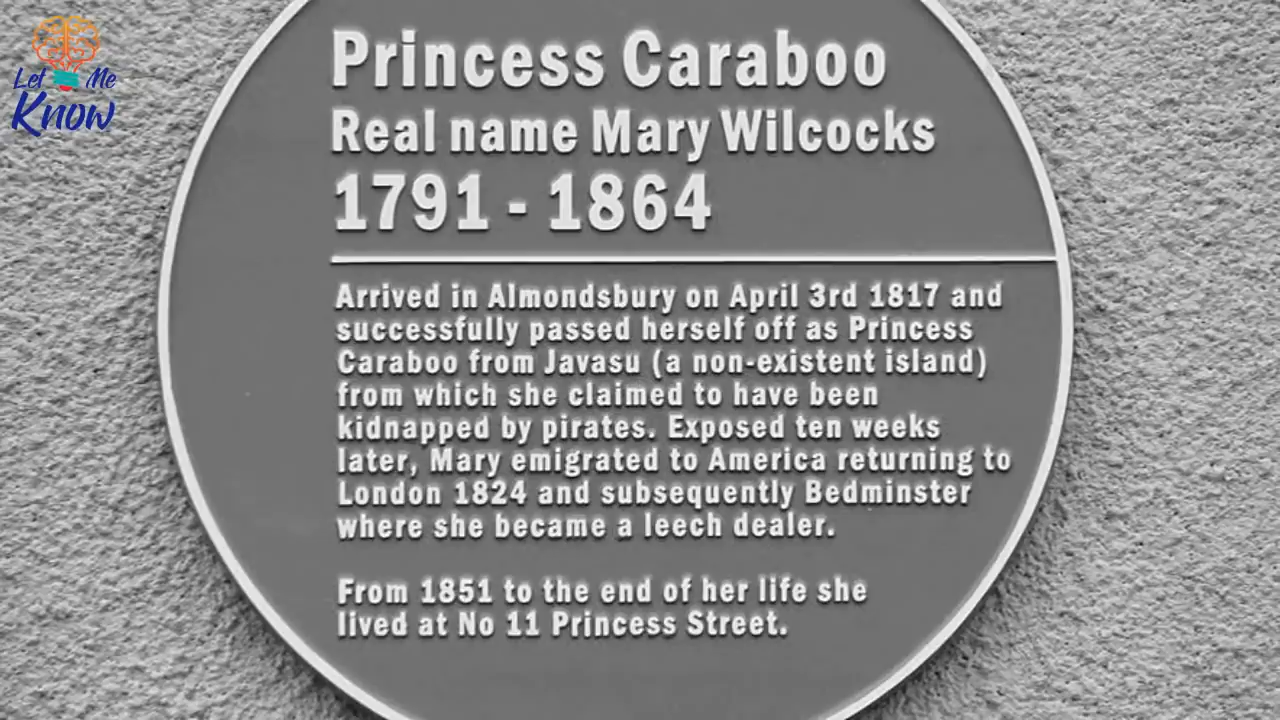 Let Me
Know
Princess Caraboo
Real name Mary Wilcocks
1791 - 1864
Arrived in Almondsbury on April 3rd 1817 and
successfully passed herself off as Princess
Caraboo from Javasu (a non-existent island)
from which she claimed to have been
kidnapped by pirates. Exposed ten weeks
later, Mary emigrated to America returning to
London 1824 and subsequently Bedminster
where she became a leech dealer.
From 1851 to the end of her life she
lived at No 11 Princess Street.